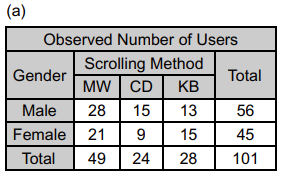 (a)
Observed Number of Users
Gender Scrolling Method Total
MW CD KB
Male 28 15 13 56
Female 21 9 15 45
Total 49 24 28 101